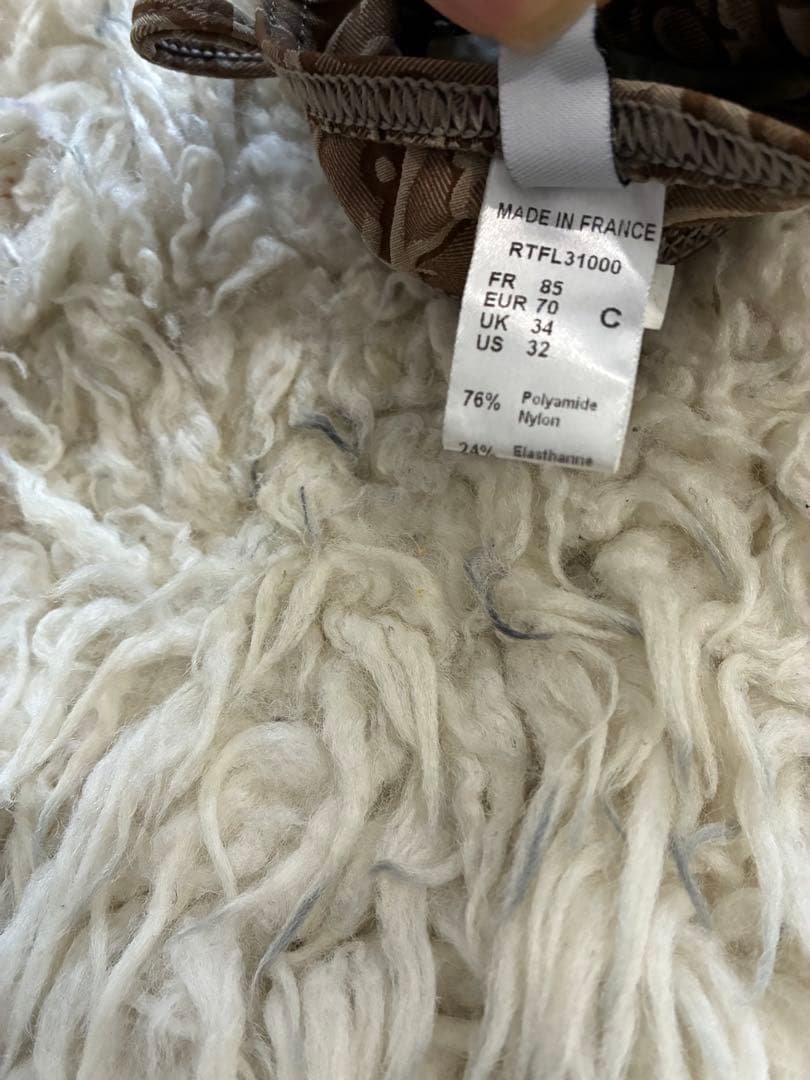 MADE IN FRANCE
RTFL31000
FR 85
EUR 70 C
UK 34
US 32
76% Polyamide
Nylon
24% Elasthanne